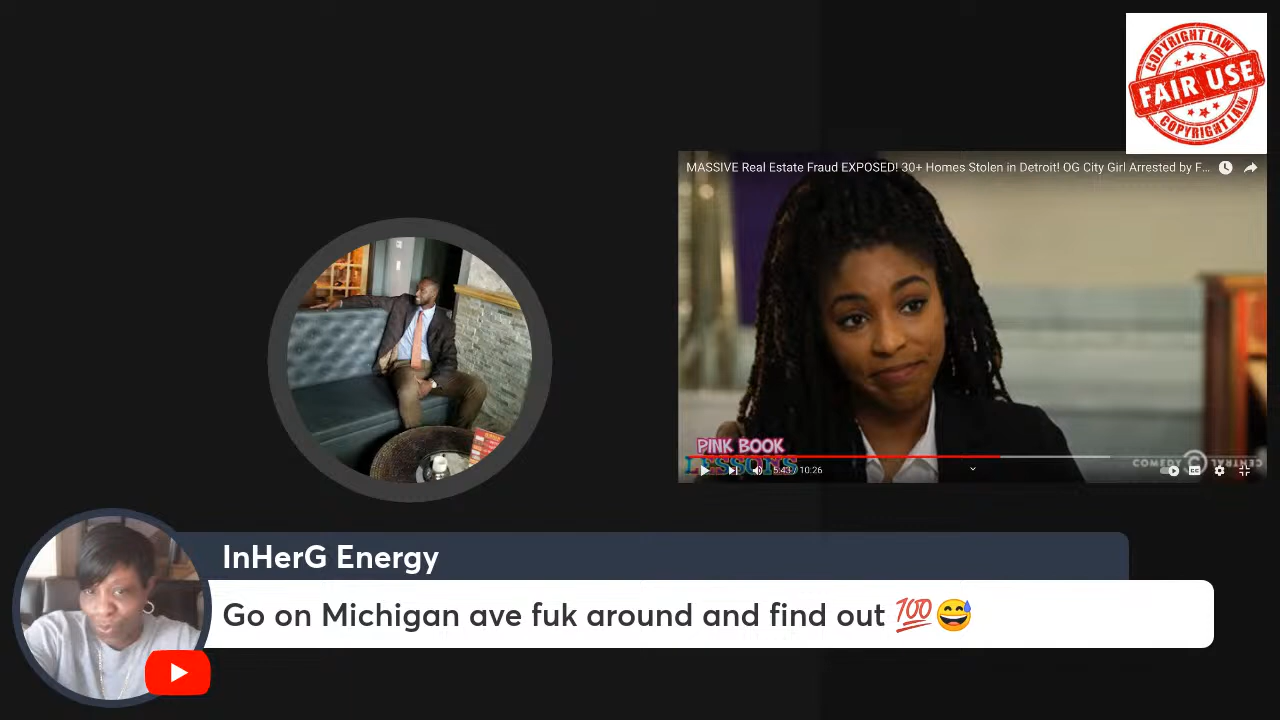 COPYRIGHT LAW
FAIR USE
COPYRIGHT LAW
MASSIVE Real Estate Fraud EXPOSED! 30+ Homes Stolen in Detroit! OG City Girl Arrested by F...
PINK BOOK
LESSONS
COMEDY CENTRAL
5:43 / 10:26
InHerG Energy
Go on Michigan ave fuk around and find out 💯😅